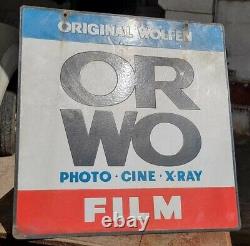 ORIGINAL WOLFEN
OR
WO
PHOTO · CINE · X-RAY
FILM